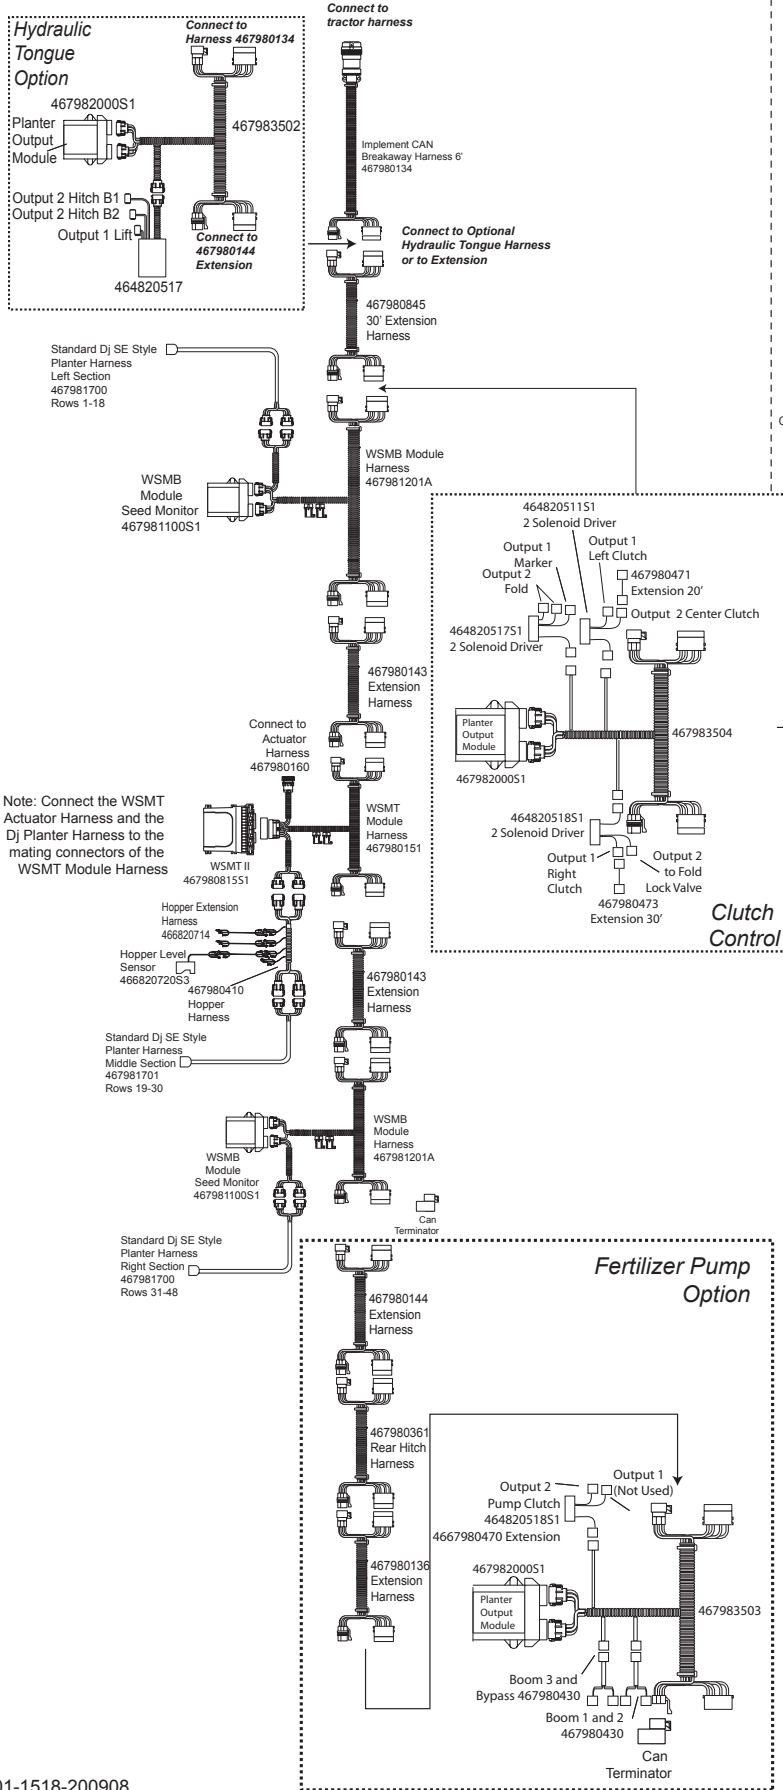 Connect to
tractor harness
Hydraulic
Tongue
Option
Connect to
Harness 467980134
467982000S1
Planter
Output
Module
467983502
Output 2 Hitch B1
Output 2 Hitch B2
Output 1 Lift
Connect to
467980144
Extension
464820517
Implement CAN
Breakaway Harness 6'
467980134
Connect to Optional
Hydraulic Tongue Harness
or to Extension
467980845
30' Extension
Harness
Standard Dj SE Style
Planter Harness
Left Section
467981700
Rows 1-18
WSMB Module
Harness
467981201A
WSMB
Module
Seed Monitor
467981100S1
464820511S1
2 Solenoid Driver
Output 1
Marker
Output 1
Left Clutch
Output 2
Fold
467980471
Extension 20'
Output 2 Center Clutch
464820517S1
2 Solenoid Driver
Planter
Output
Module
467983504
467982000S1
464820518S1
2 Solenoid Driver
Output 1
Right
Clutch
Output 2
to Fold
Lock Valve
467980473
Extension 30'
Clutch
Control
467980143
Extension
Harness
Connect to
Actuator
Harness
467980160
Note: Connect the WSMT
Actuator Harness and the
Dj Planter Harness to the
mating connectors of the
WSMT Module Harness
WSMT
Module
Harness
467980151
WSMT II
467980815S1
Hopper Extension
Harness
466820714
Hopper Level
Sensor
466820720S3
467980410
Hopper
Harness
467980143
Extension
Harness
Standard Dj SE Style
Planter Harness
Middle Section
467981701
Rows 19-30
WSMB
Module
Harness
467981201A
WSMB
Module
Seed Monitor
467981100S1
Can
Terminator
Standard Dj SE Style
Planter Harness
Right Section
467981700
Rows 31-48
Fertilizer Pump
Option
467980144
Extension
Harness
467980361
Rear Hitch
Harness
467980136
Extension
Harness
Output 2
Pump Clutch
464820518S1
4667980470 Extension
Output 1
(Not Used)
467982000S1
Planter
Output
Module
467983503
Boom 3 and
Bypass 467980430
Boom 1 and 2
467980430
Can
Terminator
01-1518-200908